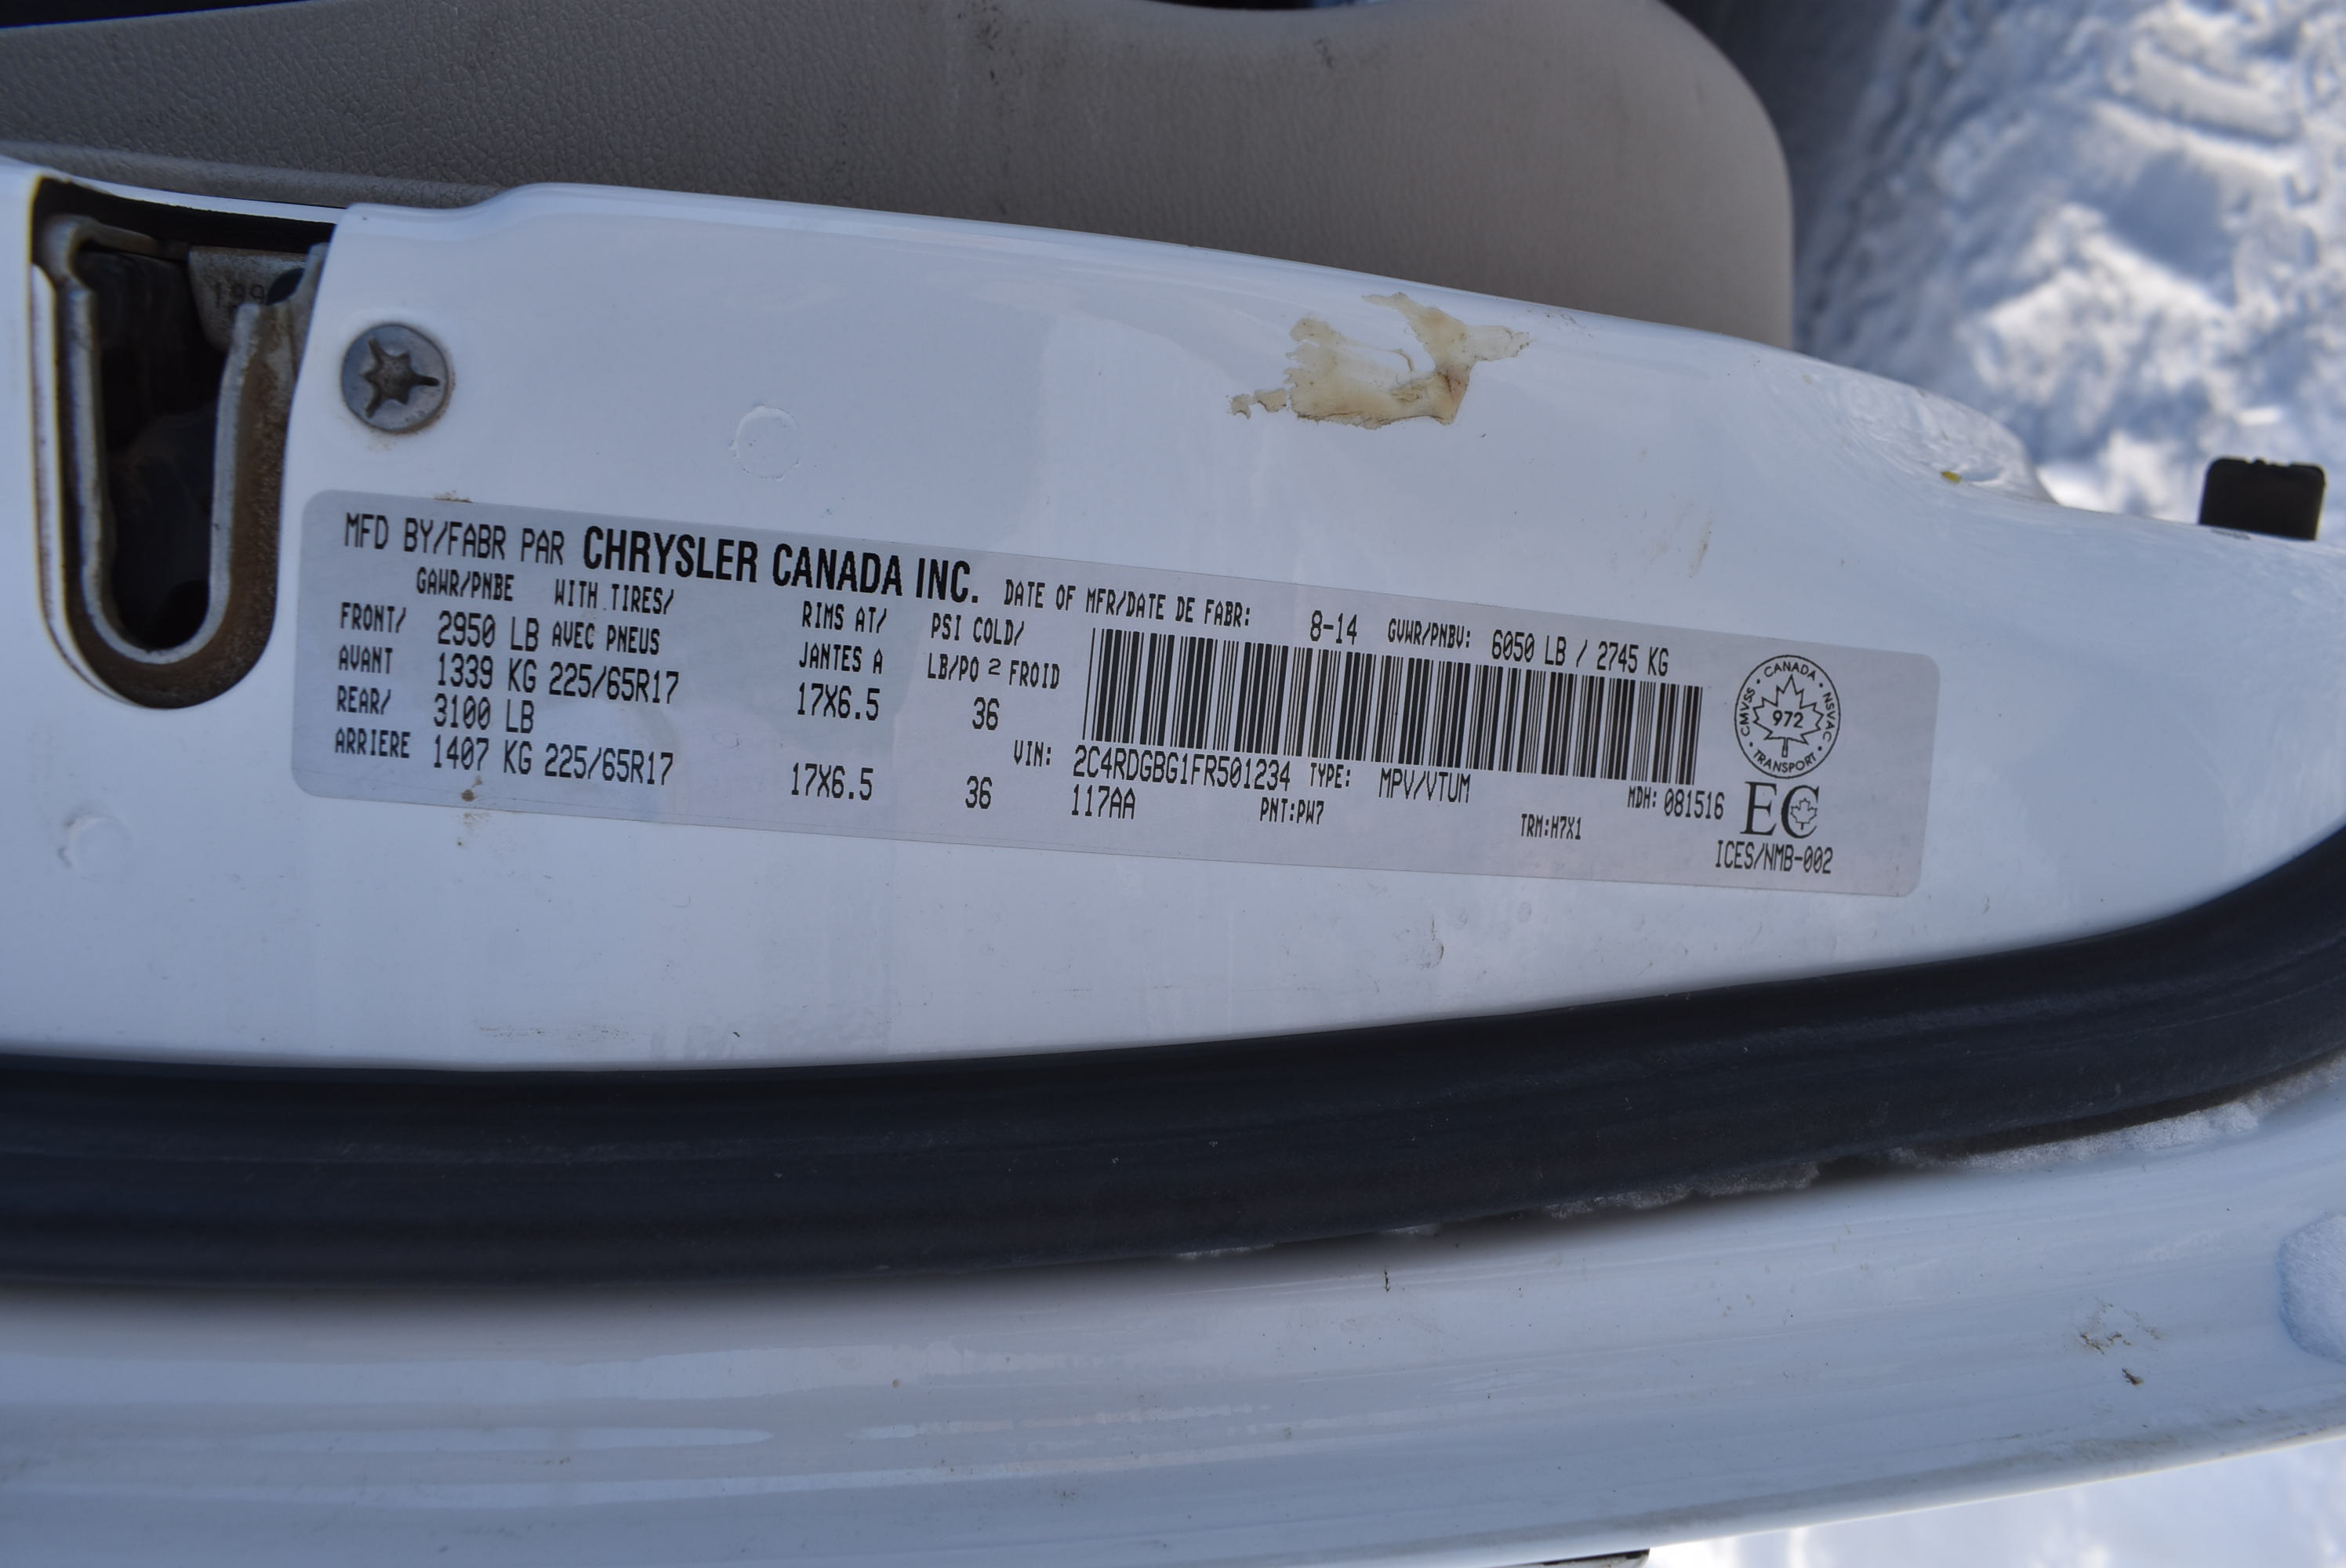 MFD BY/FABR PAR CHRYSLER CANADA INC. DATE OF MFR/DATE DE FABR: 8-14 GVWR/PNBV: 6050 LB / 2745 KG
GAWR/PNBE WITH TIRES/ RIMS AT/ PSI COLD/
FRONT/ 2950 LB AVEC PNEUS JANTES A LB/PO 2 FROID
AVANT 1339 KG 225/65R17 17X6.5 36
REAR/ 3100 LB
ARRIERE 1407 KG 225/65R17 17X6.5 36
VIN: 2C4RDGBG1FR501234 TYPE: MPV/VTUM MDH: 081516
117AA PNT:PW7 TRM:H7X1
CANADA • NSVAC • TRANSPORT • CMVSS •
972
EC
ICES/NMB-002